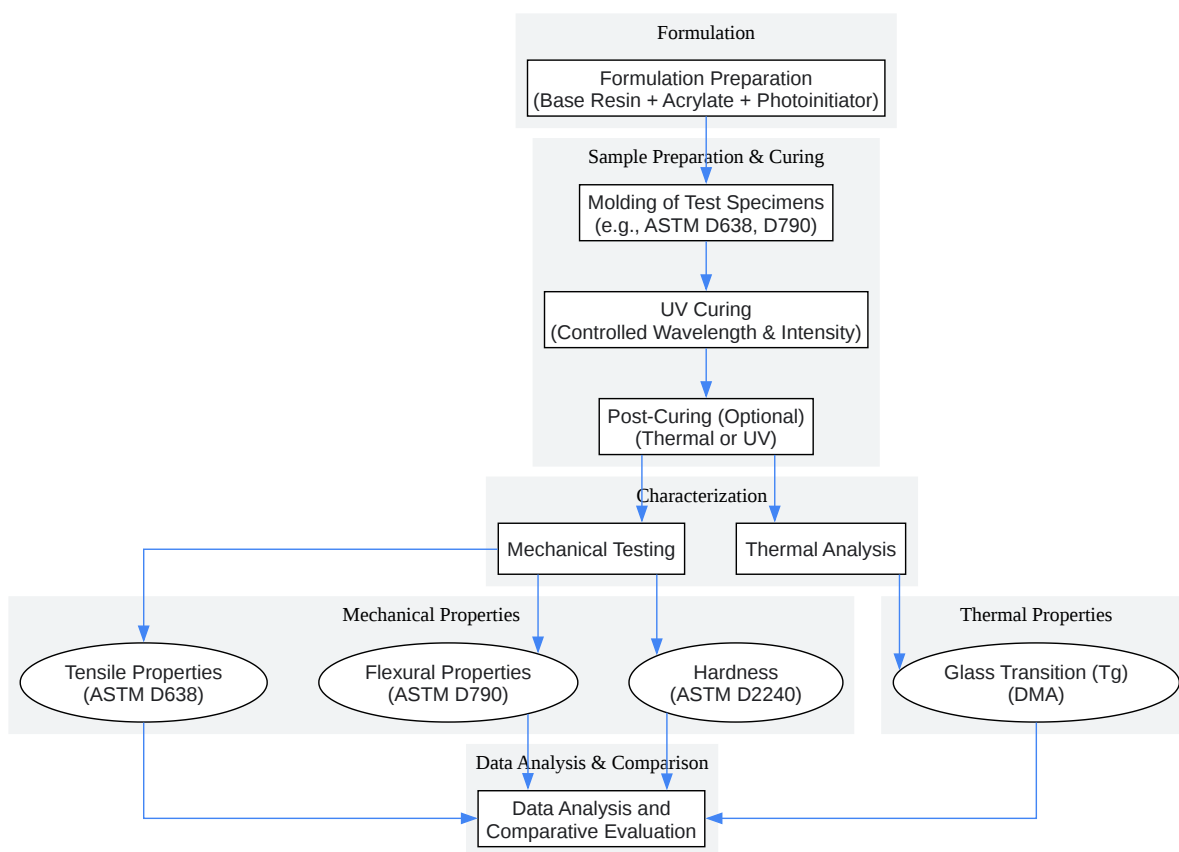 Formulation
Formulation Preparation
(Base Resin + Acrylate + Photoinitiator)
Sample Preparation & Curing
Molding of Test Specimens
(e.g., ASTM D638, D790)
UV Curing
(Controlled Wavelength & Intensity)
Post-Curing (Optional)
(Thermal or UV)
Characterization
Mechanical Testing
Thermal Analysis
Mechanical Properties
Thermal Properties
Tensile Properties
(ASTM D638)
Flexural Properties
(ASTM D790)
Hardness
(ASTM D2240)
Glass Transition (Tg)
(DMA)
Data Analysis & Comparison
Data Analysis and
Comparative Evaluation